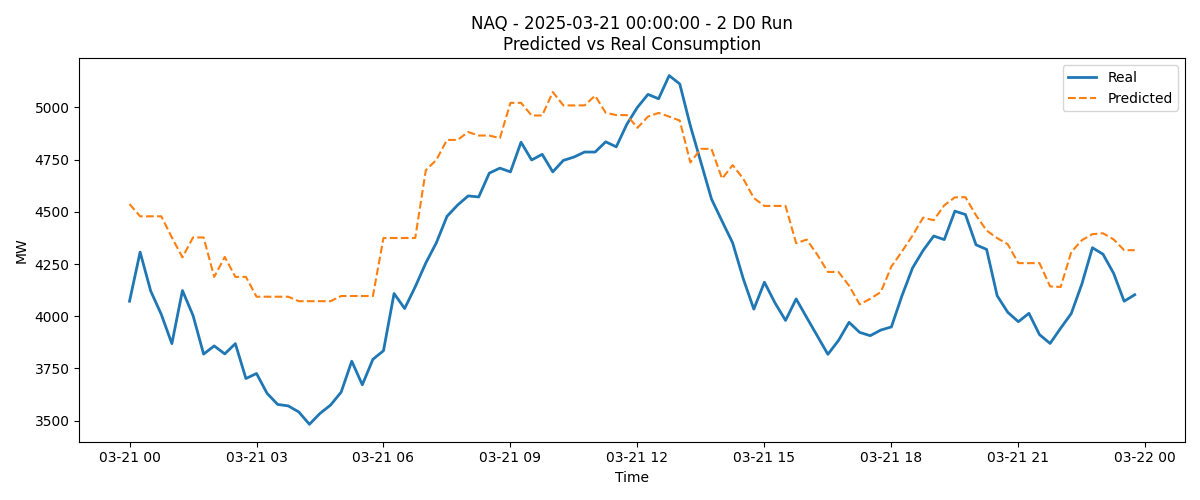 NAQ - 2025-03-21 00:00:00 - 2 D0 Run
Predicted vs Real Consumption
Real
Predicted
MW
5000
4750
4500
4250
4000
3750
3500
03-21 00
03-21 03
03-21 06
03-21 09
03-21 12
03-21 15
03-21 18
03-21 21
03-22 00
Time